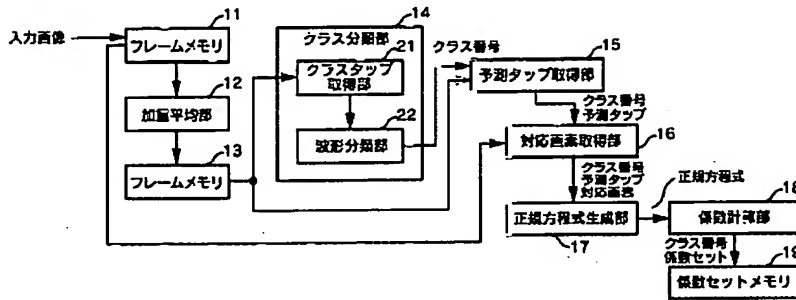 入力画像
11
フレームメモリ
12
加重平均部
13
フレームメモリ
14
クラス分類部
21
クラスタップ
取得部
22
波形分類部
クラス番号
15
予測タップ取得部
クラス番号
予測タップ
16
対応画素取得部
クラス番号
予測タップ
対応画素
正規方程式
正規方程式生成部
17
18
係数計算部
クラス番号
係数セット
19
係数セットメモリ